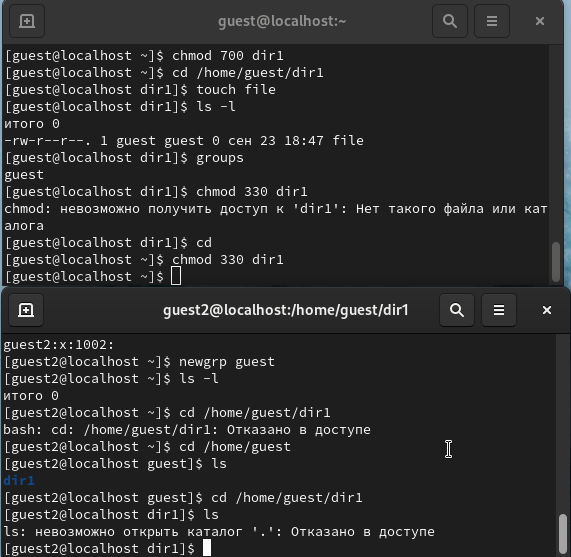 guest@localhost:~
[guest@localhost ~]$ chmod 700 dir1
[guest@localhost ~]$ cd /home/guest/dir1
[guest@localhost dir1]$ touch file
[guest@localhost dir1]$ ls -l
итого 0
-rw-r--r--. 1 guest guest 0 сен 23 18:47 file
[guest@localhost dir1]$ groups
guest
[guest@localhost dir1]$ chmod 330 dir1
chmod: невозможно получить доступ к 'dir1': Нет такого файла или кат
алога
[guest@localhost dir1]$ cd
[guest@localhost ~]$ chmod 330 dir1
[guest@localhost ~]$
guest2@localhost:/home/guest/dir1
guest2:x:1002:
[guest2@localhost ~]$ newgrp guest
[guest2@localhost ~]$ ls -l
итого 0
[guest2@localhost ~]$ cd /home/guest/dir1
bash: cd: /home/guest/dir1: Отказано в доступе
[guest2@localhost ~]$ cd /home/guest
[guest2@localhost guest]$ ls
dir1
[guest2@localhost guest]$ cd /home/guest/dir1
[guest2@localhost dir1]$ ls
ls: невозможно открыть каталог '.': Отказано в доступе
[guest2@localhost dir1]$